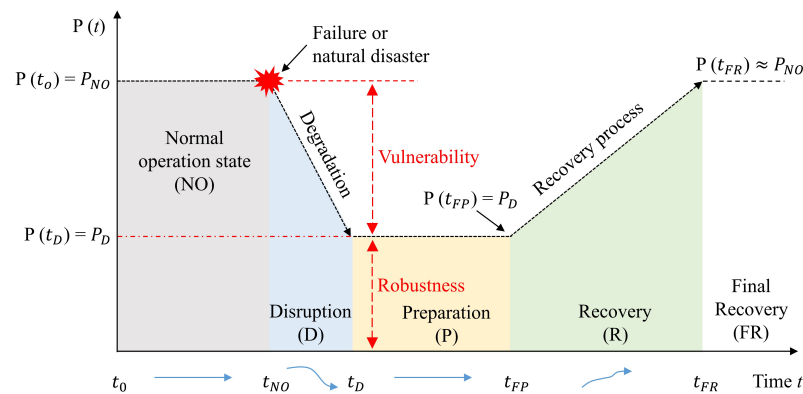 P (t)
Failure or
natural disaster
P(t_o) = P_NO
P(t_FR) ≈ P_NO
Normal
operation state
(NO)
Degradation
Vulnerability
Recovery process
P (t_FP) = P_D
P (t_D) = P_D
Robustness
Disruption
(D)
Preparation
(P)
Recovery
(R)
Final
Recovery
(FR)
t_0
t_NO
t_D
t_FP
t_FR
Time t